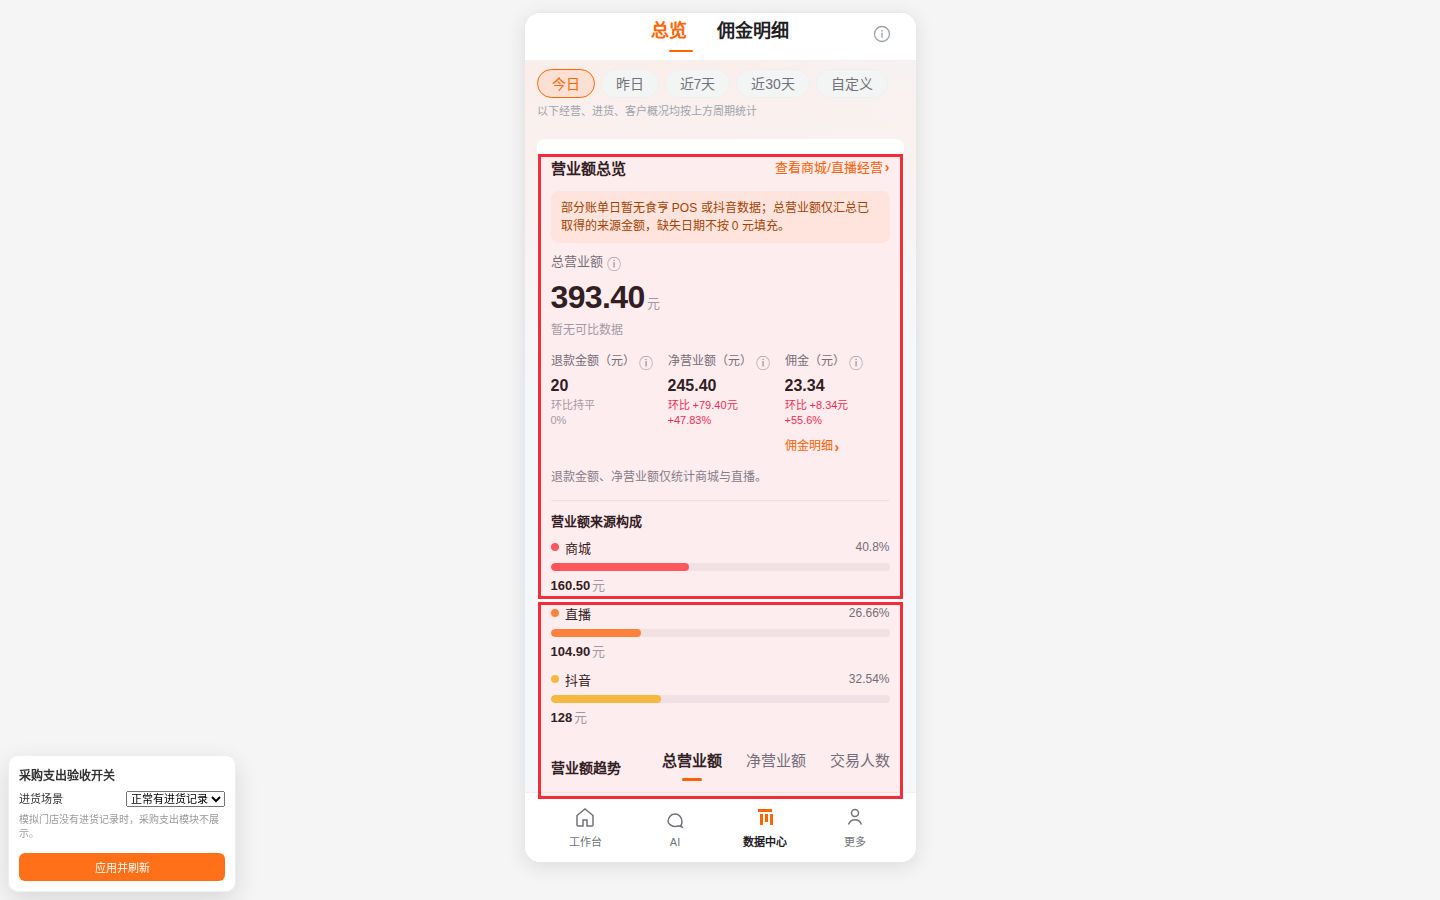 总览 佣金明细
今日 昨日 近7天 近30天 自定义
以下经营、进货、客户概况均按上方周期统计
营业额总览 查看商城/直播经营›
部分账单日暂无食亨 POS 或抖音数据；总营业额仅汇总已
取得的来源金额，缺失日期不按 0 元填充。
总营业额
393.40元
暂无可比数据
退款金额（元） 净营业额（元） 佣金（元）
20 245.40 23.34
环比持平 环比 +79.40元 环比 +8.34元
0% +47.83% +55.6%
佣金明细›
退款金额、净营业额仅统计商城与直播。
营业额来源构成
商城 40.8%
160.50元
直播 26.66%
104.90元
抖音 32.54%
128元
营业额趋势 总营业额 净营业额 交易人数
工作台 AI 数据中心 更多
采购支出验收开关
进货场景 正常有进货记录
模拟门店没有进货记录时，采购支出模块不展
示。
应用并刷新